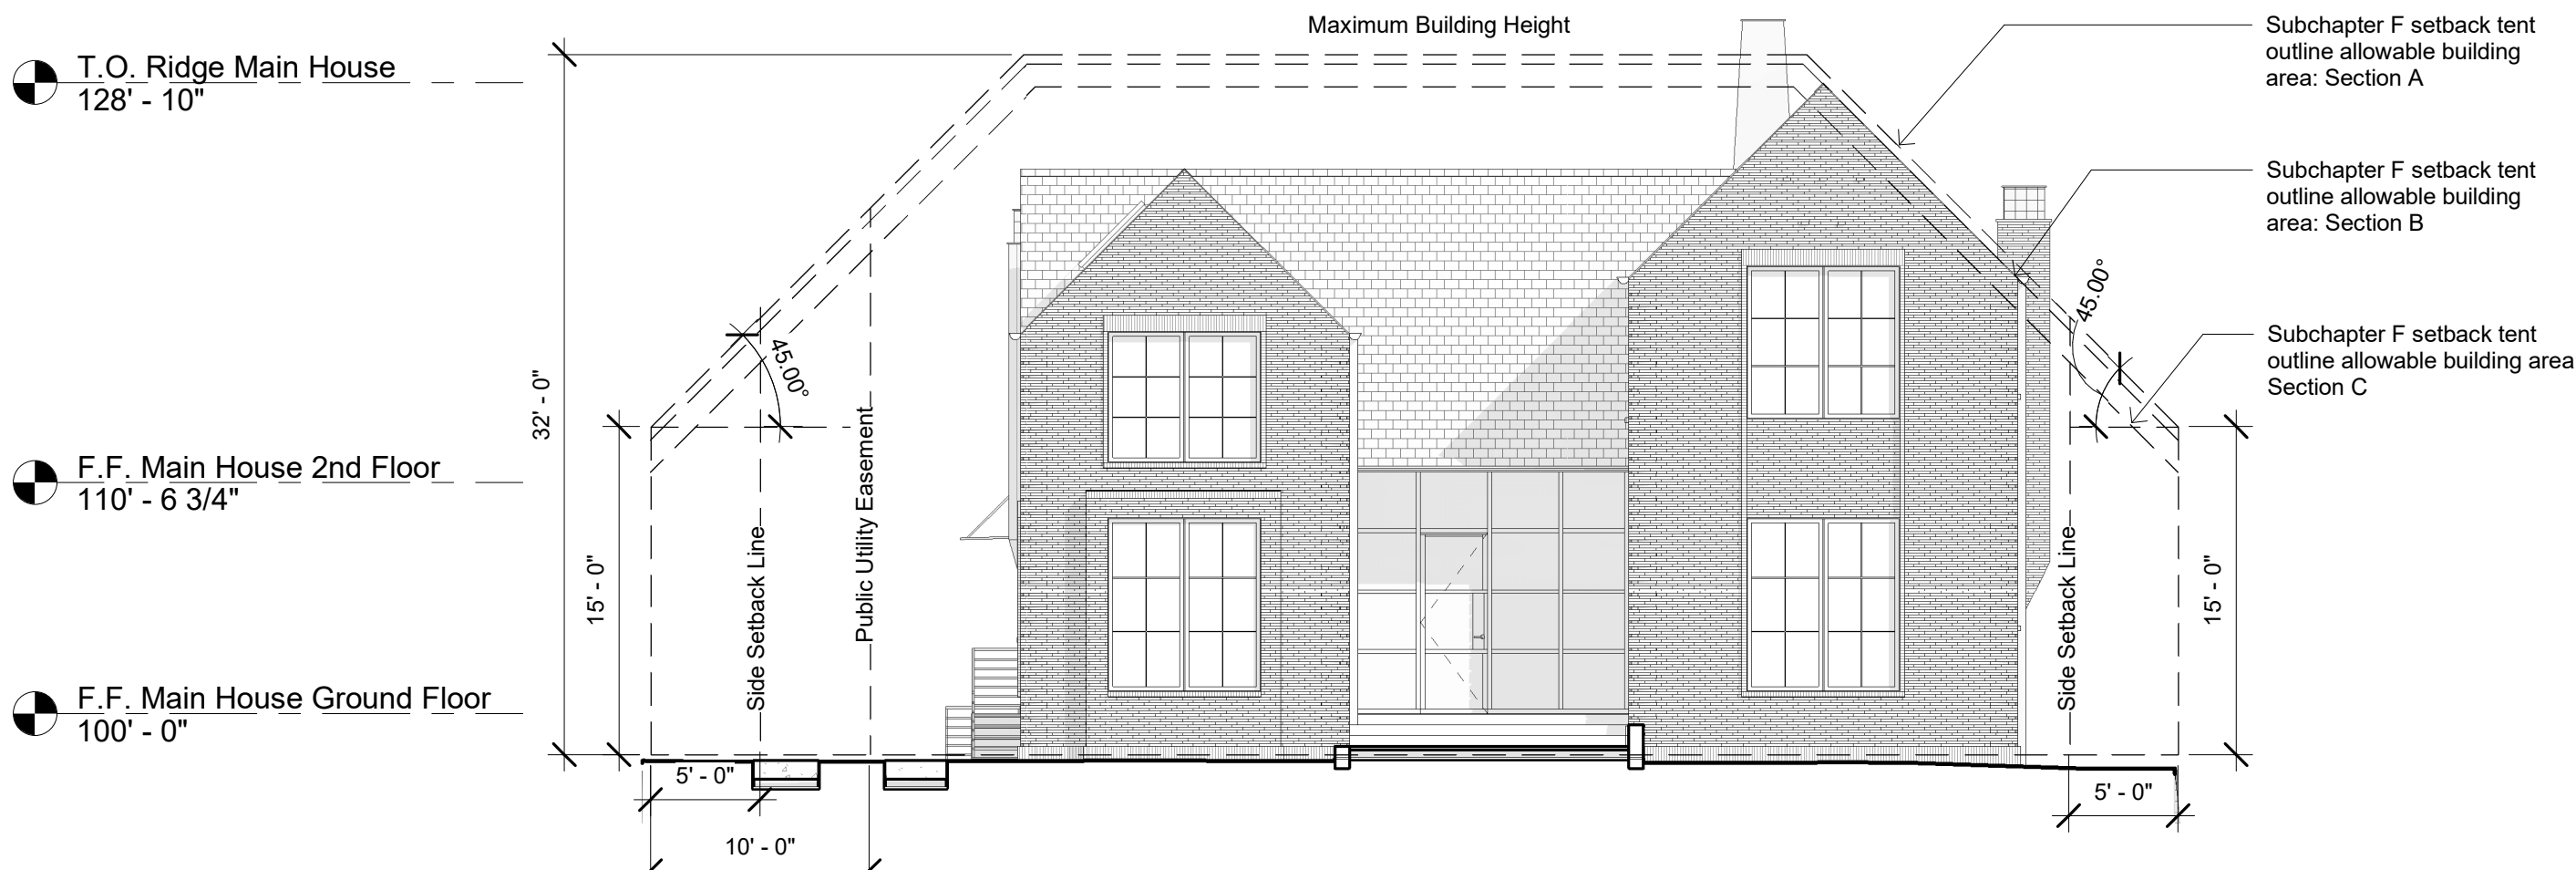 Maximum Building Height
T.O. Ridge Main House
128' - 10"
F.F. Main House 2nd Floor
110' - 6 3/4"
F.F. Main House Ground Floor
100' - 0"
32' - 0"
15' - 0"
45.00°
Side Setback Line
Public Utility Easement
5' - 0"
10' - 0"
Subchapter F setback tent
outline allowable building
area: Section A
Subchapter F setback tent
outline allowable building
area: Section B
Subchapter F setback tent
outline allowable building area
Section C
45.00°
Side Setback Line
15' - 0"
5' - 0"